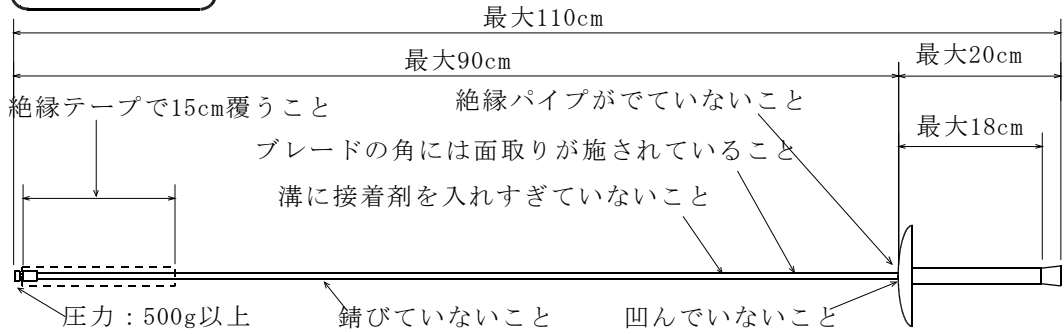 最大110cm
最大90cm
最大20cm
絶縁テープで15cm覆うこと
絶縁パイプがでていないこと
最大18cm
ブレードの角には面取りが施されていること
溝に接着剤を入れすぎていないこと
圧力：500g以上
錆びていないこと
凹んでいないこと